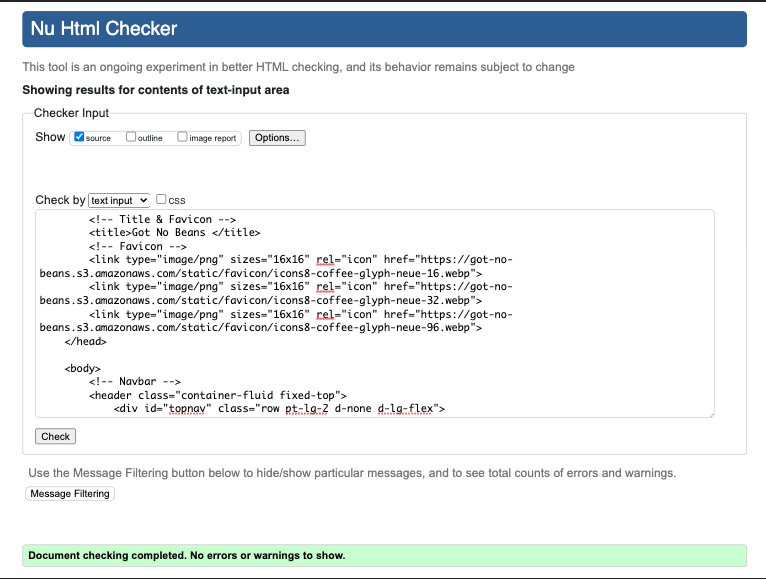 Nu Html Checker
This tool is an ongoing experiment in better HTML checking, and its behavior remains subject to change
Showing results for contents of text-input area
Checker Input
Show source outline image report Options...
Check by text input css
<!-- Title & Favicon -->
<title>Got No Beans </title>
<!-- Favicon -->
<link type="image/png" sizes="16x16" rel="icon" href="https://got-no-
beans.s3.amazonaws.com/static/favicon/icons8-coffee-glyph-neue-16.webp">
<link type="image/png" sizes="16x16" rel="icon" href="https://got-no-
beans.s3.amazonaws.com/static/favicon/icons8-coffee-glyph-neue-32.webp">
<link type="image/png" sizes="16x16" rel="icon" href="https://got-no-
beans.s3.amazonaws.com/static/favicon/icons8-coffee-glyph-neue-96.webp">
</head>
<body>
<!-- Navbar -->
<header class="container-fluid fixed-top">
<div id="topnav" class="row pt-lg-2 d-none d-lg-flex">
Check
Use the Message Filtering button below to hide/show particular messages, and to see total counts of errors and warnings.
Message Filtering
Document checking completed. No errors or warnings to show.